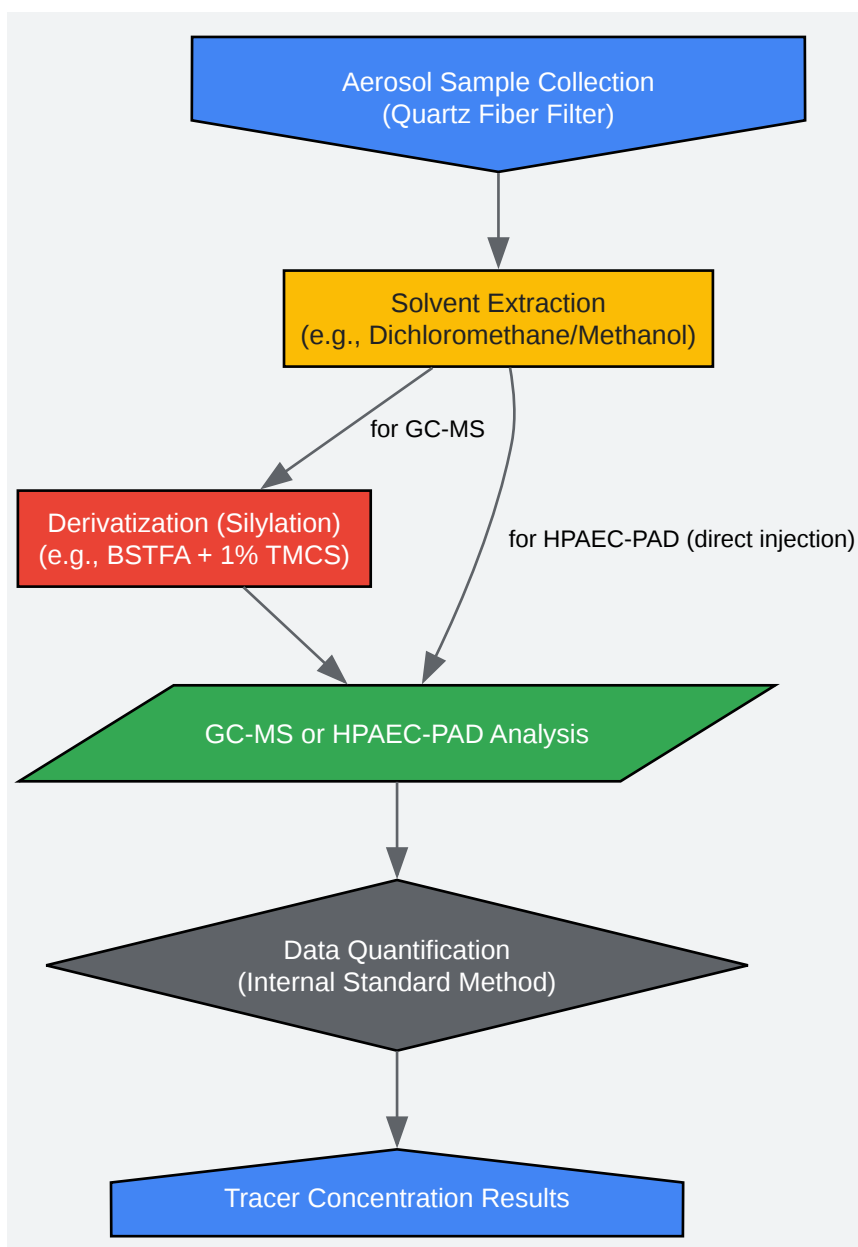 Aerosol Sample Collection
(Quartz Fiber Filter)
Solvent Extraction
(e.g., Dichloromethane/Methanol)
for GC-MS
Derivatization (Silylation)
(e.g., BSTFA + 1% TMCS)
for HPAEC-PAD (direct injection)
GC-MS or HPAEC-PAD Analysis
Data Quantification
(Internal Standard Method)
Tracer Concentration Results